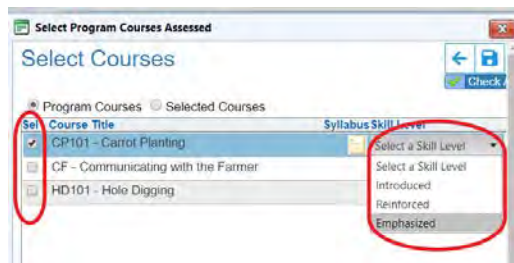 Select Program Courses Assessed
Select Courses
Check
Program Courses Selected Courses
Sel Course Title Syllabus Skill Level
CP101 - Carrot Planting Select a Skill Level
CF - Communicating with the Farmer Select a Skill Level
HD101 - Hole Digging Introduced
Reinforced
Emphasized